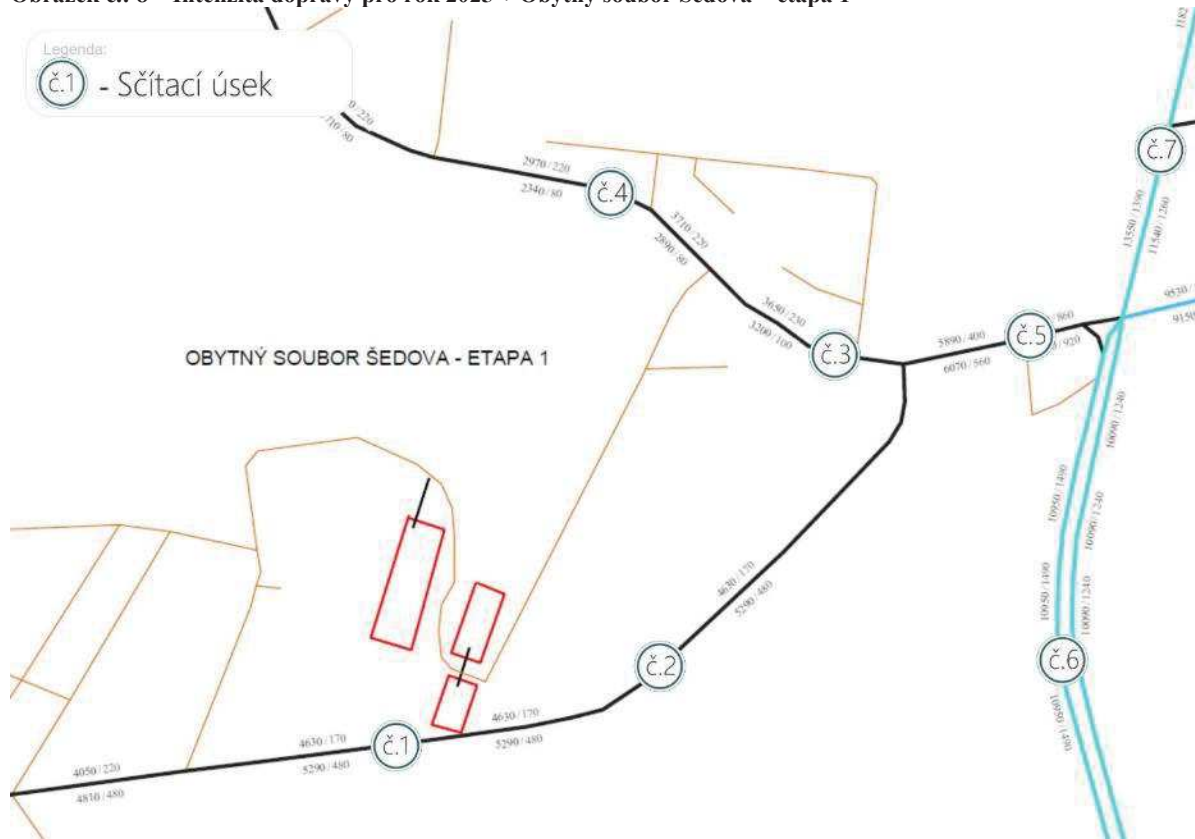 Legenda:
č.1 - Sčítací úsek
2970/220
2340/80
č.4
3710/220
2890/80
3650/230
3200/100
č.3
5890/400
6070/560
č.5
č.7
13550/1390
11540/1260
OBYTNÝ SOUBOR ŠEDOVA - ETAPA 1
10950/1490
10090/1240
10090/1240
10950/1490
10090/1240
č.6
10950/1490
4630/170
5290/480
č.2
4630/170
5290/480
č.1
4630/170
5290/480
4050/220
4810/480